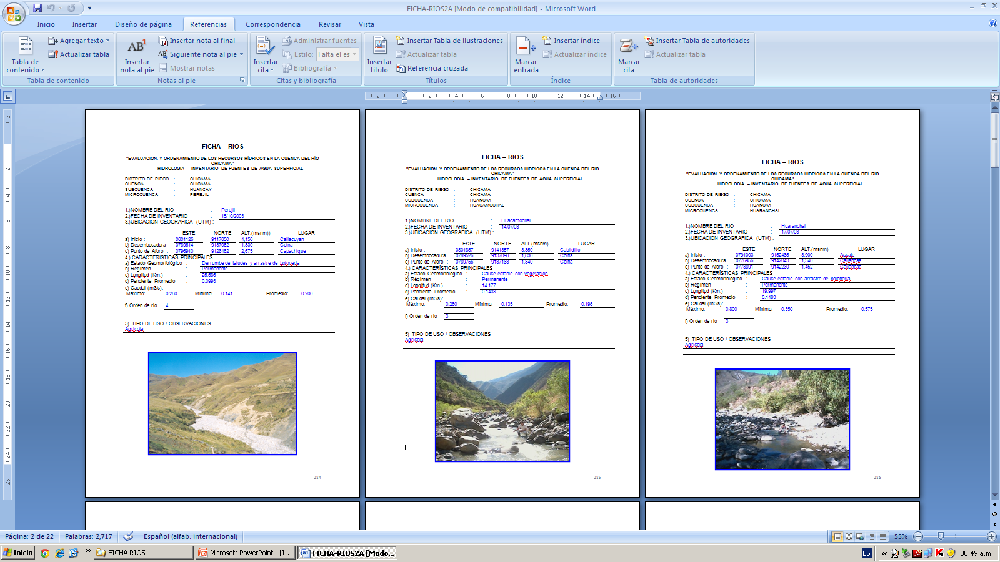 FICHA-RIOS2A [Modo de compatibilidad] - Microsoft Word
Inicio Insertar Diseño de página Referencias Correspondencia Revisar Vista
Tabla de contenido
Agregar texto
Actualizar tabla
Tabla de contenido
AB¹ Insertar nota al pie
Insertar nota al final
Siguiente nota al pie
Mostrar notas
Notas al pie
Insertar cita
Administrar fuentes
Estilo: Falta el es
Bibliografía
Citas y bibliografía
Insertar título
Insertar Tabla de ilustraciones
Actualizar tabla
Referencia cruzada
Títulos
Marcar entrada
Insertar índice
Actualizar índice
Índice
Marcar cita
Insertar Tabla de autoridades
Actualizar tabla
Tabla de autoridades
2 2 4 6 8 10 12 14 16
FICHA – RIOS
"EVALUACION. Y ORDENAMIENTO DE LOS RECURSOS HÍDRICOS EN LA CUENCA DEL RÍO
CHICAMA"
HIDROLOGIA – INVENTARIO DE FUENTES DE AGUA SUPERFICIAL
DISTRITO DE RIEGO : CHICAMA
CUENCA : CHICAMA
SUBCUENCA : HUANCAY
MICROCUENCA : PEREJIL
1.)NOMBRE DEL RIO : Perejil
2.)FECHA DE INVENTARIO : 15/10/2003
3.)UBICACION GEOGRAFICA (UTM) :
ESTE NORTE ALT.(msnm)) LUGAR
a) Inicio : 0801126 9117850 4,150 Callacuyan
b) Desembocadura 0789614 9137062 1,830 Coina
c) Punto de Aforo : 0796910 9128462 2,675 Capachique
4.) CARACTERÍSTICAS PRINCIPALES
a) Estado Geomorfológico : Derrumbe de taludes y arrastre de boloneria
b) Régimen : Permanente
c) Longitud (Km.) : 25.586
d) Pendiente Promedio : 0.0993
e) Caudal (m3/s):
Máximo: 0.280 Mínimo: 0.141 Promedio: 0.200
f) Orden de río 4
5) TIPO DE USO / OBSERVACIONES
Agrícola
284
FICHA – RIOS
"EVALUACION. Y ORDENAMIENTO DE LOS RECURSOS HÍDRICOS EN LA CUENCA DEL RÍO
CHICAMA"
HIDROLOGIA – INVENTARIO DE FUENTES DE AGUA SUPERFICIAL
DISTRITO DE RIEGO : CHICAMA
CUENCA : CHICAMA
SUBCUENCA : HUANCAY
MICROCUENCA : HUACAMOCHAL
1.)NOMBRE DEL RIO : Huacamochal
2.)FECHA DE INVENTARIO : 14/07/03
3.)UBICACION GEOGRAFICA (UTM) :
ESTE NORTE ALT.(msnm) LUGAR
a) Inicio : 0801857 9141357 3,850 Cabildillo
b) Desembocadura 0789526 9137098 1,830 Coina
c) Punto de Aforo : 0789756 9137183 1,840 Coina
4.) CARACTERÍSTICAS PRINCIPALES
a) Estado Geomorfológico : Cauce estable con vegetación
b) Régimen : Permanente
c) Longitud (Km.) : 14.177
d) Pendiente Promedio : 0.1438
e) Caudal (m3/s):
Máximo: 0.260 Mínimo: 0.135 Promedio: 0.198
f) Orden de río 3
5) TIPO DE USO / OBSERVACIONES
Agrícola
285
FICHA – RIOS
"EVALUACION. Y ORDENAMIENTO DE LOS RECURSOS HÍDRICOS EN LA CUENCA DEL RÍO
CHICAMA"
HIDROLOGIA – INVENTARIO DE FUENTES DE AGUA SUPERFICIAL
DISTRITO DE RIEGO : CHICAMA
CUENCA : CHICAMA
SUBCUENCA : HUANCAY
MICROCUENCA : HUARANCHAL
1.)NOMBRE DEL RIO : Huaranchal
2.)FECHA DE INVENTARIO : 17/07/03
3.)UBICACION GEOGRAFICA (UTM) :
ESTE NORTE ALT.(msnm) LUGAR
a) Inicio : 0791003 9152485 3,900 Ascate
b) Desembocadura 0778956 9142043 1,340 Callancas
c) Punto de Aforo : 0778891 9142230 1,452 Callancas
4.) CARACTERÍSTICAS PRINCIPALES
a) Estado Geomorfológico : Cauce estable con arrastre de boloneria
b) Régimen : Permanente
c) Longitud (Km.) : 19.997
d) Pendiente Promedio : 0.1483
e) Caudal (m3/s):
Máximo: 0.800 Mínimo: 0.350 Promedio: 0.575
f) Orden de río 3
5) TIPO DE USO / OBSERVACIONES
Agrícola
286
Página: 2 de 22 Palabras: 2,717 Español (alfab. internacional) 55%
Inicio » FICHA RIOS Microsoft PowerPoint - [I... FICHA-RIOS2A [Modo... ES « 08:49 a.m.